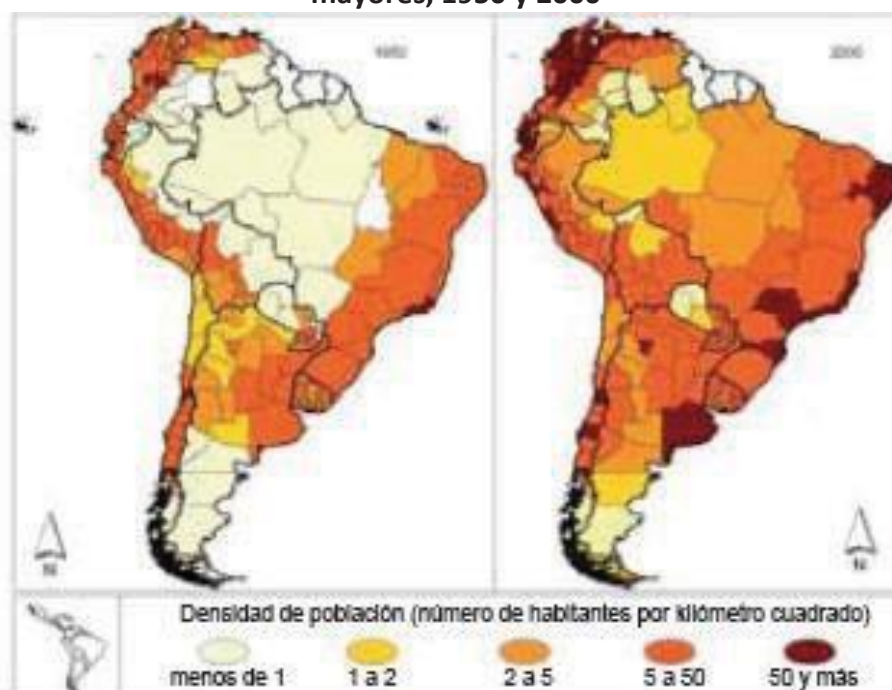 mayores, 1950 y 2000
2000
N
N
Densidad de población (número de habitantes por kilómetro cuadrado)
menos de 1
1 a 2
2 a 5
5 a 50
50 y más